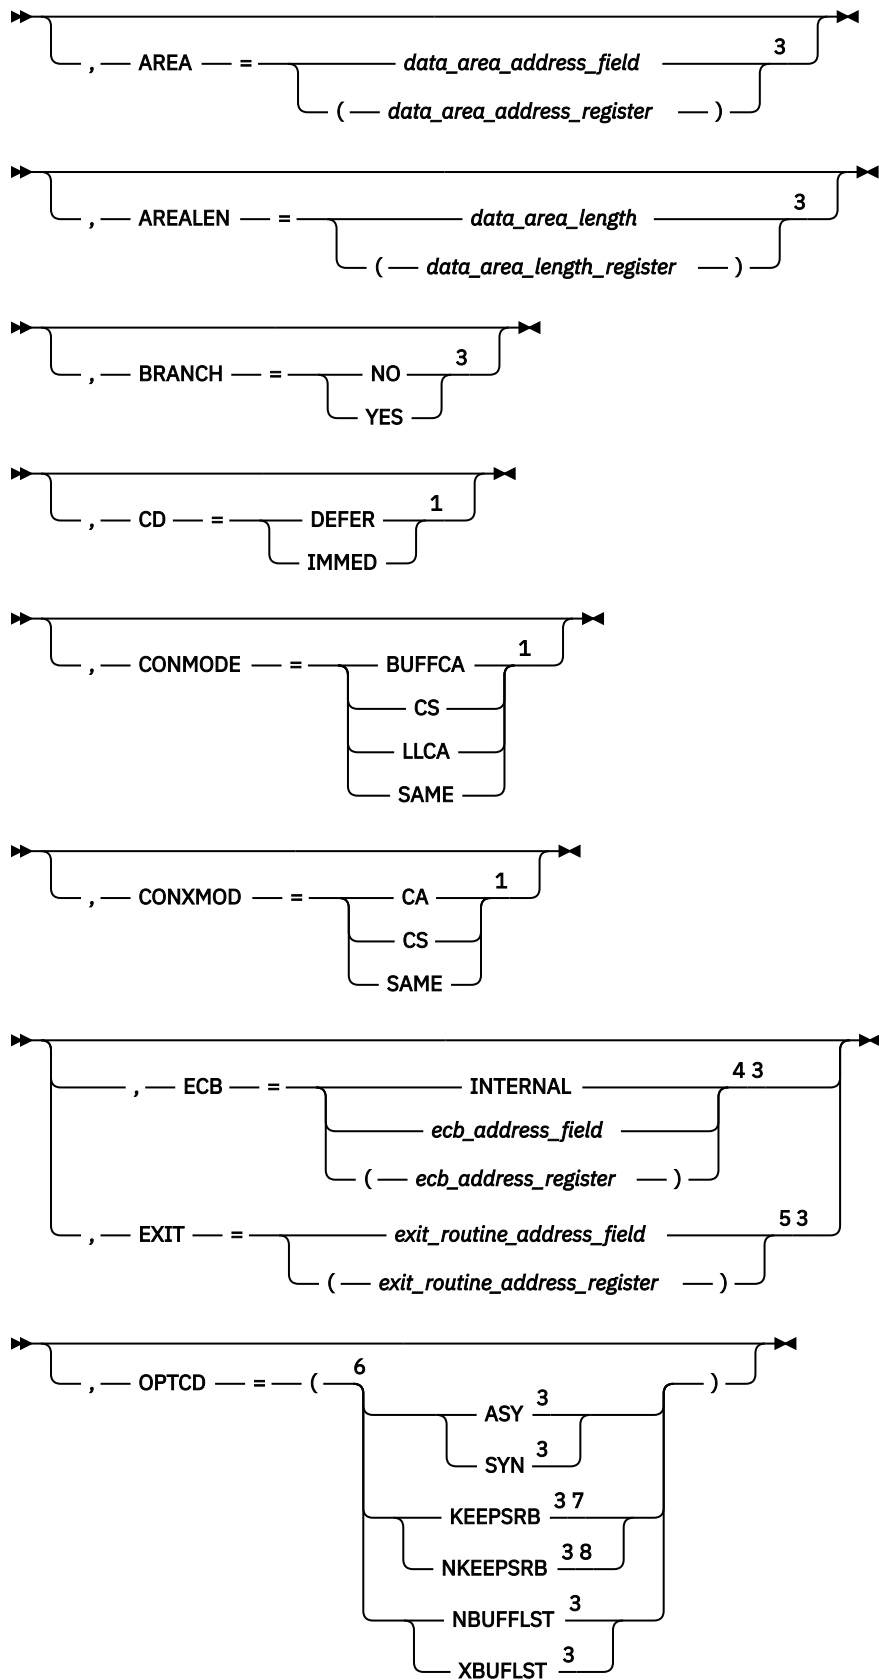 , AREA = data_area_address_field 3
( data_area_address_register )
, AREALEN = data_area_length 3
( data_area_length_register )
, BRANCH = NO 3
YES
, CD = DEFER 1
IMMED
, CONMODE = BUFFCA 1
CS
LLCA
SAME
, CONXMOD = CA 1
CS
SAME
, ECB = INTERNAL 4 3
ecb_address_field
( ecb_address_register )
, EXIT = exit_routine_address_field 5 3
( exit_routine_address_register )
, OPTCD = ( 6 )
ASY 3
SYN 3
KEEPSRB 3 7
NKEEPSRB 3 8
NBUFFLST 3
XBUFLST 3